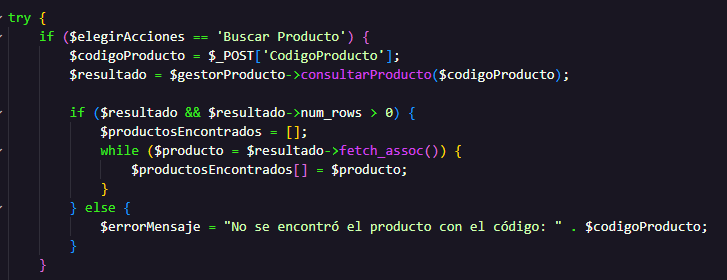 try {
    if ($elegirAcciones == 'Buscar Producto') {
        $codigoProducto = $_POST['CodigoProducto'];
        $resultado = $gestorProducto->consultarProducto($codigoProducto);

        if ($resultado && $resultado->num_rows > 0) {
            $productosEncontrados = [];
            while ($producto = $resultado->fetch_assoc()) {
                $productosEncontrados[] = $producto;
            }
        } else {
            $errorMensaje = "No se encontró el producto con el código: " . $codigoProducto;
        }
    }